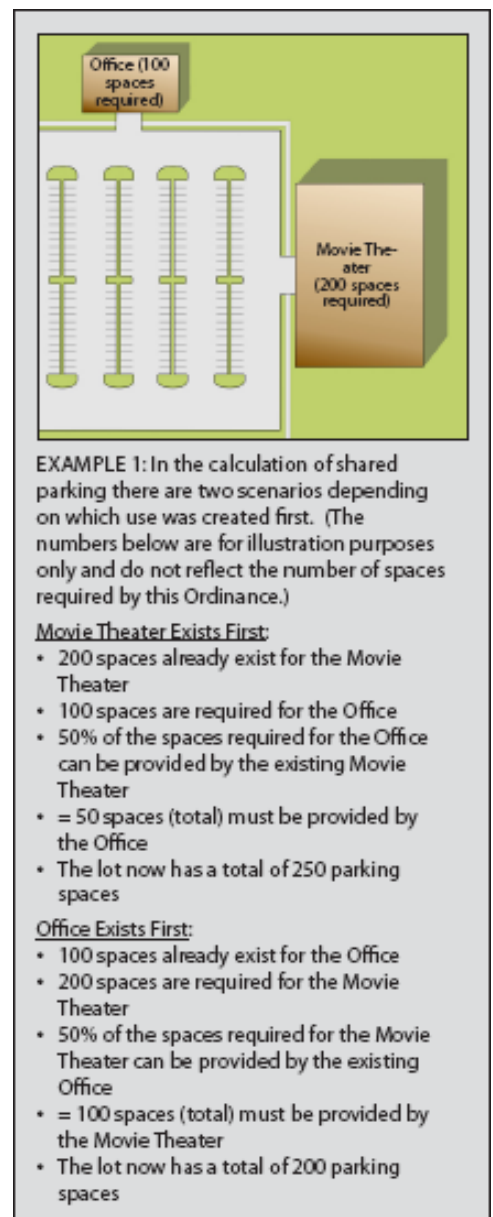 Office (100
spaces
required)
Movie The-
ater
(200 spaces
required)
EXAMPLE 1: In the calculation of shared
parking there are two scenarios depending
on which use was created first.  (The
numbers below are for illustration purposes
only and do not reflect the number of spaces
required by this Ordinance.)
Movie Theater Exists First:
• 200 spaces already exist for the Movie
Theater
• 100 spaces are required for the Office
• 50% of the spaces required for the Office
can be provided by the existing Movie
Theater
• = 50 spaces (total) must be provided by
the Office
• The lot now has a total of 250 parking
spaces
Office Exists First:
• 100 spaces already exist for the Office
• 200 spaces are required for the Movie
Theater
• 50% of the spaces required for the Movie
Theater can be provided by the existing
Office
• = 100 spaces (total) must be provided by
the Movie Theater
• The lot now has a total of 200 parking
spaces